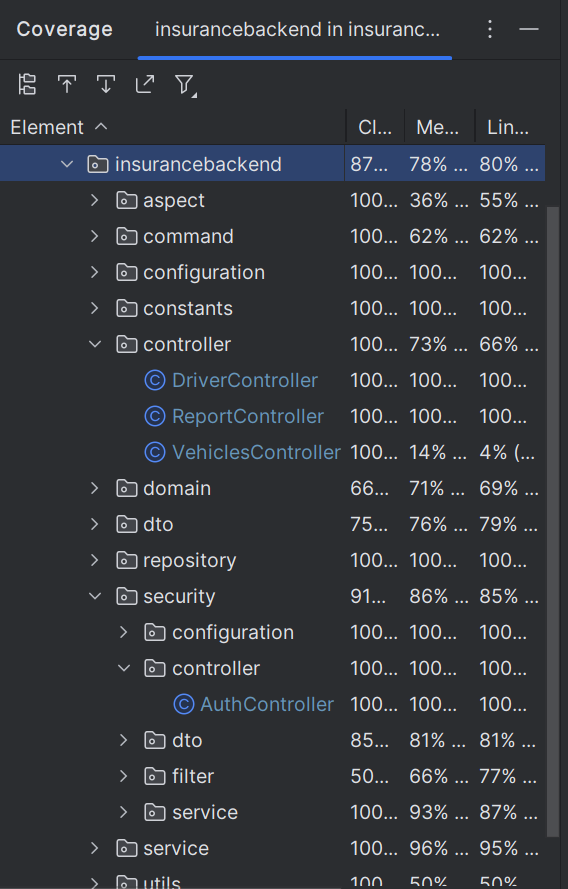 Coverage insurancebackend in insuranc...
Element Cl... Me... Lin...
insurancebackend 87... 78% ... 80% ...
aspect 100... 36% ... 55% ...
command 100... 62% ... 62% ...
configuration 100... 100... 100...
constants 100... 100... 100...
controller 100... 73% ... 66% ...
DriverController 100... 100... 100...
ReportController 100... 100... 100...
VehiclesController 100... 14% ... 4% (...
domain 66... 71% ... 69% ...
dto 75... 76% ... 79% ...
repository 100... 100... 100...
security 91... 86% ... 85% ...
configuration 100... 100... 100...
controller 100... 100... 100...
AuthController 100... 100... 100...
dto 85... 81% ... 81% ...
filter 50... 66% ... 77% ...
service 100... 93% ... 87% ...
service 100... 96% ... 95% ...
utils 100... 50% ... 50% ...